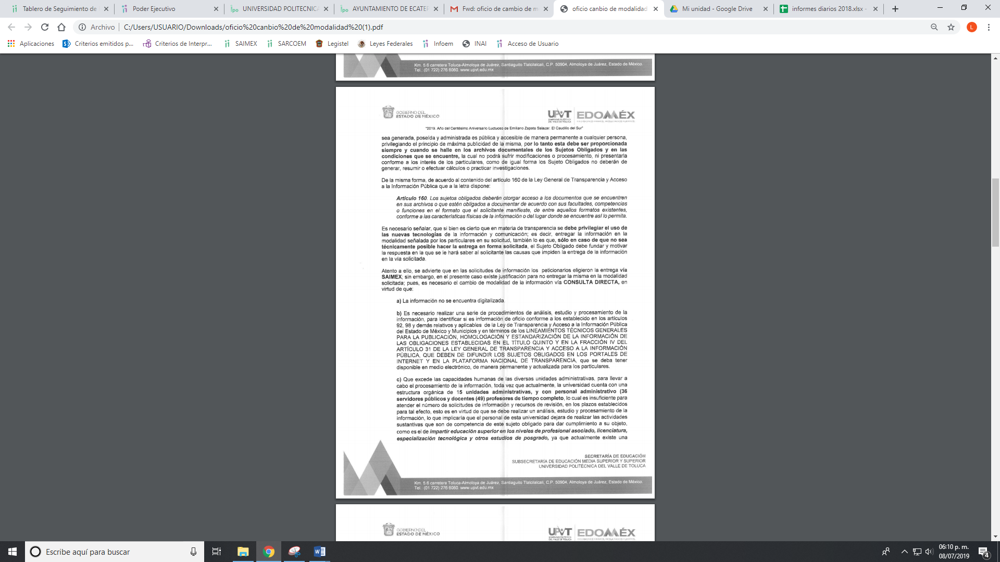 Tablero de Seguimiento de
Poder Ejecutivo
UNIVERSIDAD POLITECNICA
AYUNTAMIENTO DE ECATEP
Fwd: oficio de cambio de m
oficio canbio de modalidad
Mi unidad - Google Drive
informes diarios 2018.xlsx -
Archivo
C:/Users/USUARIO/Downloads/oficio%20canbio%20de%20modalidad%20(1).pdf
L
Aplicaciones
Criterios emitidos p...
Criterios de Interpr...
SAIMEX
SARCOEM
Legistel
Leyes Federales
Infoem
INAI
Acceso de Usuario
Km. 5.6 carretera Toluca-Almoloya de Juárez, Santiaguito Tlalcilalcali, C.P. 50904. Almoloya de Juárez, Estado de México.
Tel.: (01 722) 276 6060. www.upvt.edu.mx
GOBIERNO DEL
ESTADO DE MÉXICO
UPVT
UNIVERSIDAD POLITÉCNICA
DEL VALLE DE TOLUCA
EDOMÉX
DECISIONES FIRMES, RESULTADOS FUERTES.
"2019. Año del Centésimo Aniversario Luctuoso de Emiliano Zapata Salazar. El Caudillo del Sur"
sea generada, poseída y administrada es pública y accesible de manera permanente a cualquier persona,
privilegiando el principio de máxima publicidad de la misma, por lo tanto esta debe ser proporcionada
siempre y cuando se halle en los archivos documentales de los Sujetos Obligados y en las
condiciones que se encuentre, la cual no podrá sufrir modificaciones o procesamiento, ni presentarla
conforme a los interés de los particulares, como de igual forma los Sujeto Obligados no deberán de
generar, resumir o efectuar cálculos o practicar investigaciones.
De la misma forma, de acuerdo al contenido del artículo 160 de la Ley General de Transparencia y Acceso
a la Información Pública que a la letra dispone:
Artículo 160. Los sujetos obligados deberán otorgar acceso a los documentos que se encuentren
en sus archivos o que estén obligados a documentar de acuerdo con sus facultades, competencias
o funciones en el formato que el solicitante manifieste, de entre aquellos formatos existentes,
conforme a las características físicas de la información o del lugar donde se encuentre así lo permita.
Es necesario señalar, que si bien es cierto que en materia de transparencia se debe privilegiar el uso de
las nuevas tecnologías de la información y comunicación; es decir, entregar la información en la
modalidad señalada por los particulares en su solicitud, también lo es que, sólo en caso de que no sea
técnicamente posible hacer la entrega en forma solicitada, el Sujeto Obligado debe fundar y motivar
la respuesta en la que se le hará saber al solicitante las causas que impiden la entrega de la información
en la vía solicitada.
Atento a ello, se advierte que en las solicitudes de información los peticionarios eligieron la entrega vía
SAIMEX; sin embargo, en el presente caso existe justificación para no entregar la misma en la modalidad
solicitada; pues, es necesario el cambio de modalidad de la información vía CONSULTA DIRECTA, en
virtud de que:
a) La información no se encuentra digitalizada.
b) Es necesario realizar una serie de procedimientos de análisis, estudio y procesamiento de la
información, para identificar si es información de oficio conforme a los establecido en los artículos
92, 98 y demás relativos y aplicables de la Ley de Transparencia y Acceso a la Información Pública
del Estado de México y Municipios y en términos de los LINEAMIENTOS TÉCNICOS GENERALES
PARA LA PUBLICACIÓN, HOMOLOGACIÓN Y ESTANDARIZACIÓN DE LA INFORMACIÓN DE
LAS OBLIGACIONES ESTABLECIDAS EN EL TÍTULO QUINTO Y EN LA FRACCIÓN IV DEL
ARTÍCULO 31 DE LA LEY GENERAL DE TRANSPARENCIA Y ACCESO A LA INFORMACIÓN
PÚBLICA, QUE DEBEN DE DIFUNDIR LOS SUJETOS OBLIGADOS EN LOS PORTALES DE
INTERNET Y EN LA PLATAFORMA NACIONAL DE TRANSPARENCIA, que se deba tener
disponible en medio electrónico, de manera permanente y actualizada para los particulares.
c) Que excede las capacidades humanas de las diversas unidades administrativas, para llevar a
cabo el procesamiento de la información, toda vez que actualmente, la universidad cuenta con una
estructura orgánica de 15 unidades administrativas, y con personal administrativo (36
servidores públicos y docentes (49) profesores de tiempo completo, lo cual es insuficiente para
atender el número de solicitudes de información y recursos de revisión, en los plazos establecidos
para tal efecto, esto es en virtud de que se debe realizar un análisis, estudio y procesamiento de la
información, lo que implicaría que el personal de esta universidad dejara de realizar las actividades
sustantivas que son de competencia de este sujeto obligado para dar cumplimiento a su objeto,
como es el de impartir educación superior en los niveles de profesional asociado, licenciatura,
especialización tecnológica y otros estudios de posgrado, ya que actualmente existe una
SECRETARÍA DE EDUCACIÓN
SUBSECRETARÍA DE EDUCACIÓN MEDIA SUPERIOR Y SUPERIOR
UNIVERSIDAD POLITÉCNICA DEL VALLE DE TOLUCA
Km. 5.6 carretera Toluca-Almoloya de Juárez, Santiaguito Tlalcilalcali, C.P. 50904. Almoloya de Juárez, Estado de México.
Tel.: (01 722) 276 6060. www.upvt.edu.mx
GOBIERNO DEL
ESTADO DE MÉXICO
UPVT
EDOMÉX
Escribe aquí para buscar
06:10 p. m.
08/07/2019
4